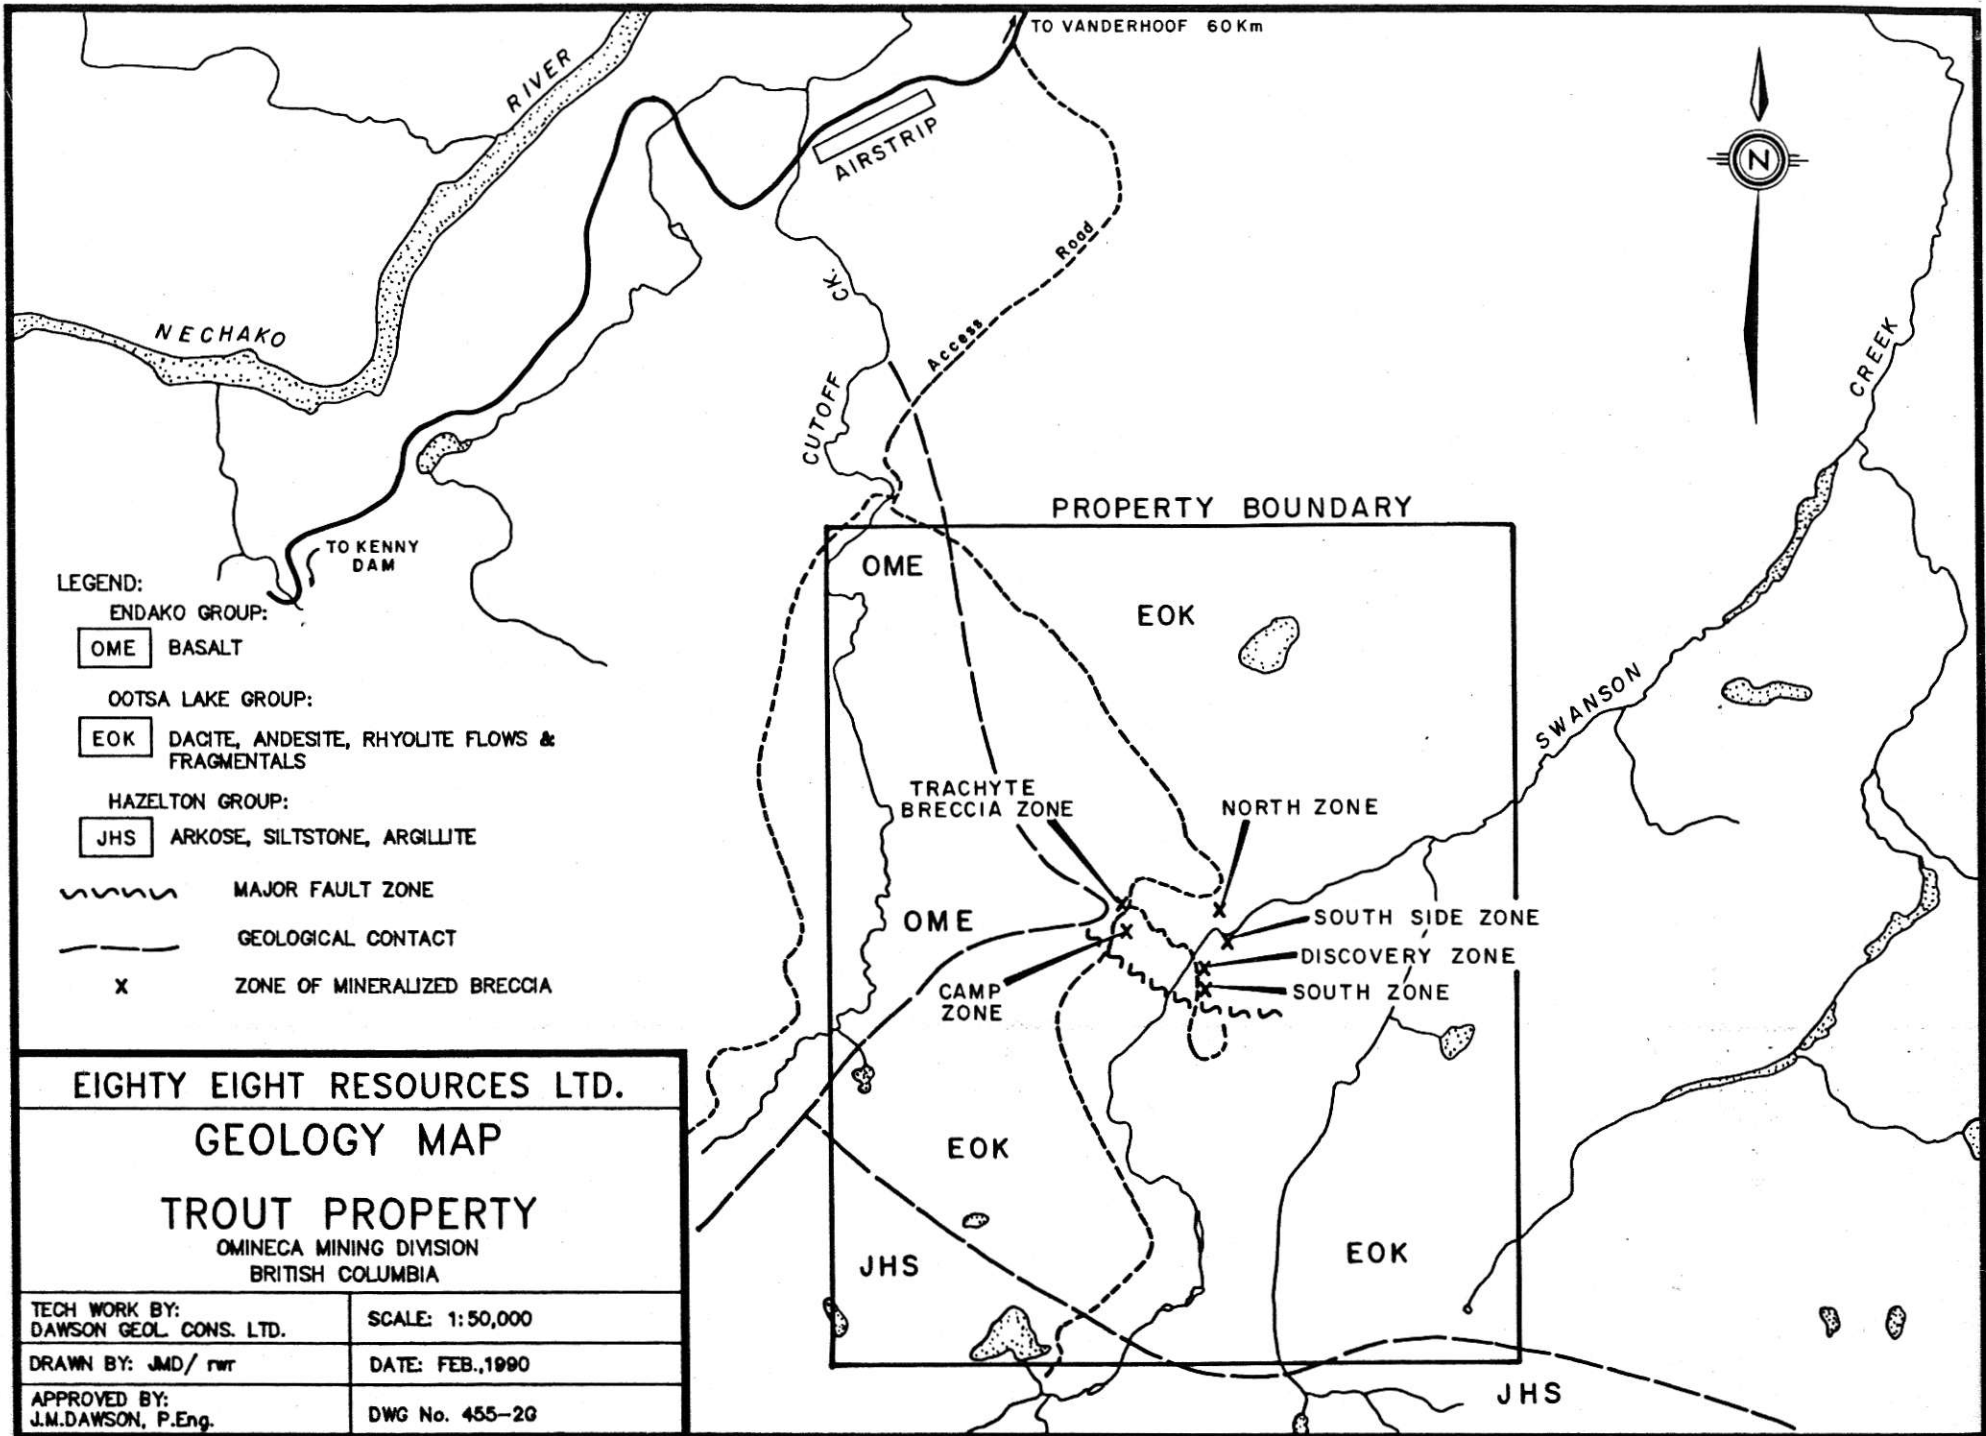 TO VANDERHOOF 60 Km
RIVER
AIRSTRIP
N
Road
CK.
NECHAKO
Access
CREEK
CUTOFF
PROPERTY BOUNDARY
TO KENNY
DAM
OME
LEGEND:
ENDAKO GROUP:
OME BASALT
EOK
OOTSA LAKE GROUP:
EOK DACITE, ANDESITE, RHYOLITE FLOWS &
FRAGMENTALS
SWANSON
HAZELTON GROUP:
JHS ARKOSE, SILTSTONE, ARGILLITE
TRACHYTE
BRECCIA ZONE
NORTH ZONE
MAJOR FAULT ZONE
OME
SOUTH SIDE ZONE
GEOLOGICAL CONTACT
DISCOVERY ZONE
X ZONE OF MINERALIZED BRECCIA
CAMP
ZONE
SOUTH ZONE
X
X
X
X
X
X
EIGHTY EIGHT RESOURCES LTD.
GEOLOGY MAP
TROUT PROPERTY
OMINECA MINING DIVISION
BRITISH COLUMBIA
EOK
EOK
JHS
TECH WORK BY:
DAWSON GEOL. CONS. LTD.
SCALE: 1:50,000
DRAWN BY: JMD/ rwr
DATE: FEB.,1990
APPROVED BY:
J.M.DAWSON, P.Eng.
DWG No. 455-2G
JHS